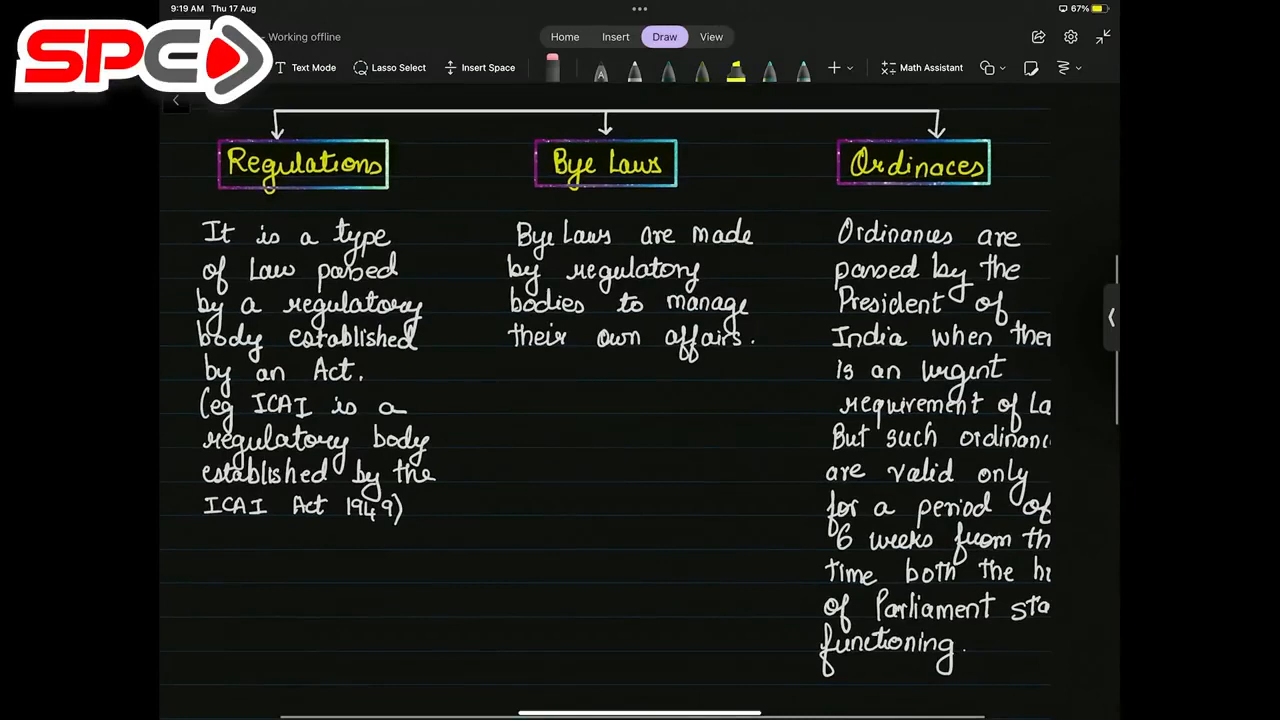 9:19 AM Thu 17 Aug
67%
SPE
- Working offline
Home Insert Draw View
Text Mode Lasso Select Insert Space Math Assistant
Regulations
It is a type
of Law passed
by a regulatory
body established
by an Act.
(eg ICAI is a
regulatory body
established by the
ICAI Act 1949)
Bye Laws
Bye Laws are made
by regulatory
bodies to manage
their own affairs.
Ordinaces
Ordinances are
passed by the
President of
India when ther
is an urgent
requirement of La
But such ordinanc
are valid only
for a period of
6 weeks from th
time both the h
of Parliament sta
functioning.